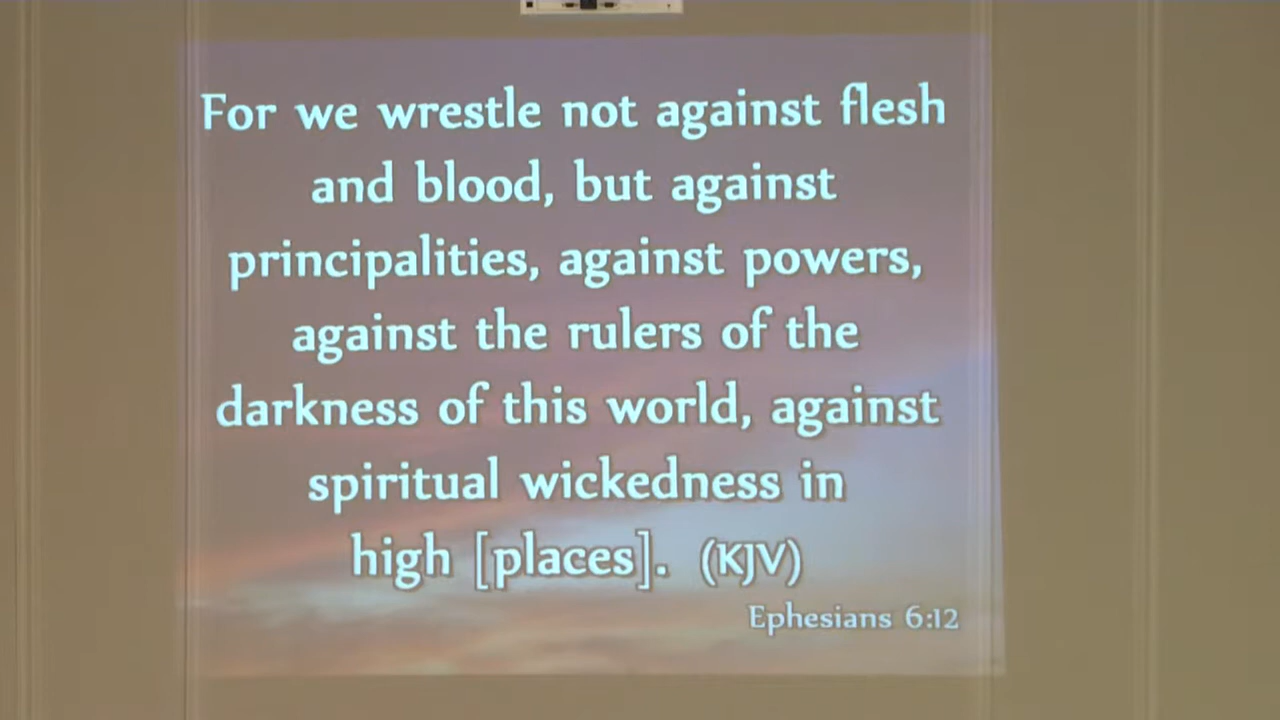 For we wrestle not against flesh
and blood, but against
principalities, against powers,
against the rulers of the
darkness of this world, against
spiritual wickedness in
high [places]. (KJV)
Ephesians 6:12